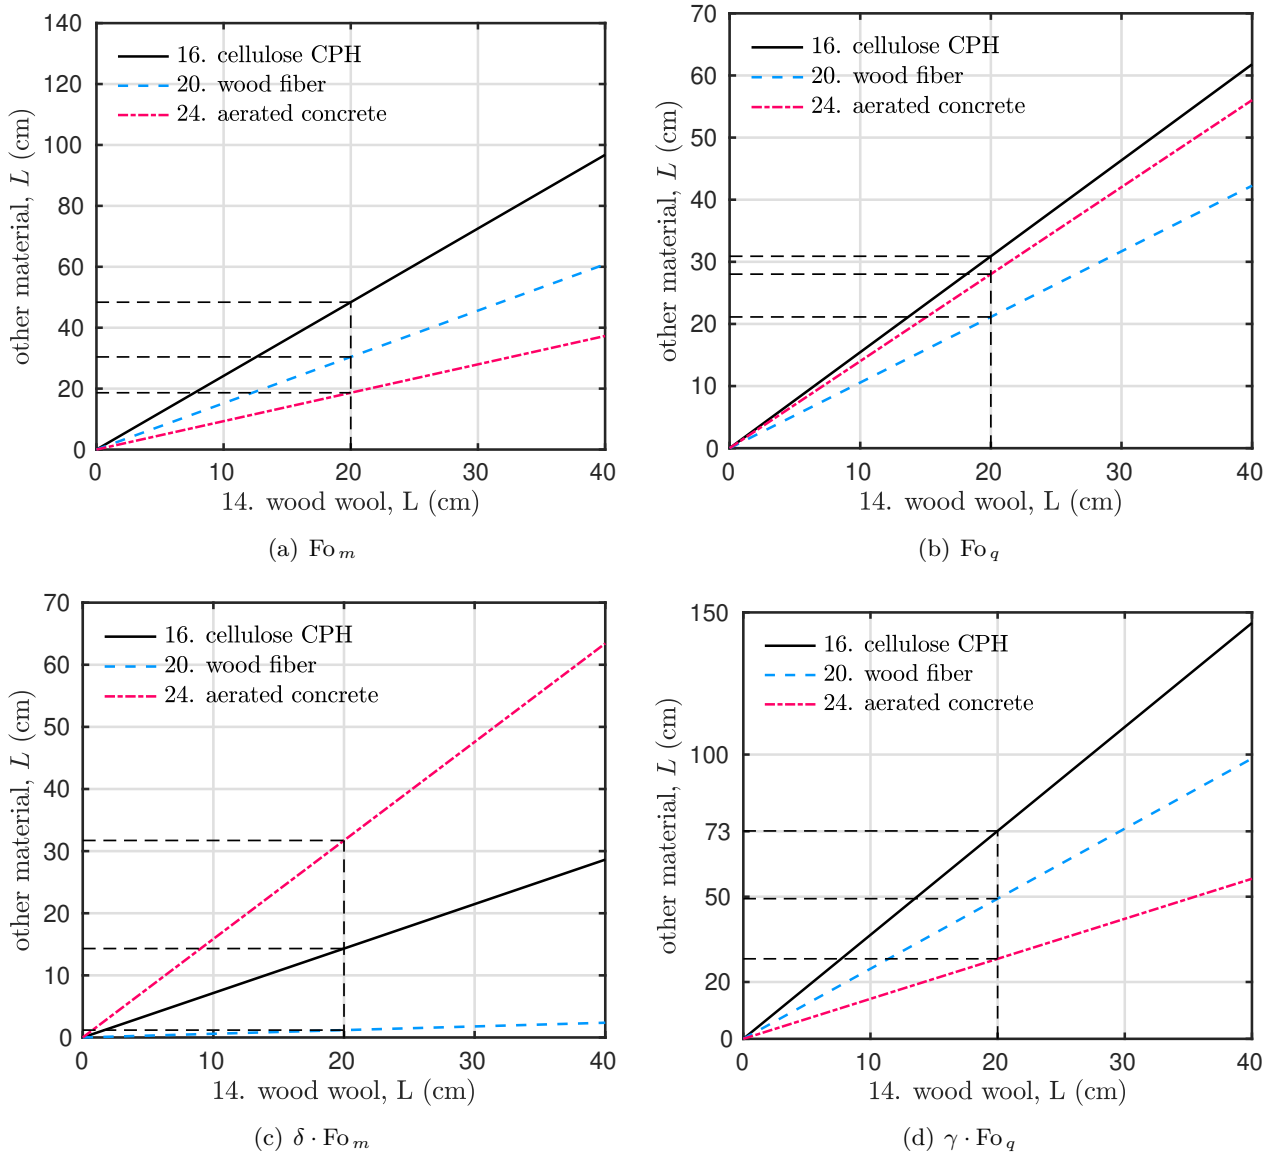 140
120
100
80
60
40
20
0
other material, L (cm)
16. cellulose CPH
20. wood fiber
24. aerated concrete
0 10 20 30 40
14. wood wool, L (cm)
(a) Fo m
70
60
50
40
30
20
10
0
other material, L (cm)
16. cellulose CPH
20. wood fiber
24. aerated concrete
0 10 20 30 40
14. wood wool, L (cm)
(b) Fo q
70
60
50
40
30
20
10
0
other material, L (cm)
16. cellulose CPH
20. wood fiber
24. aerated concrete
0 10 20 30 40
14. wood wool, L (cm)
(c) δ · Fo m
150
100
73
50
20
0
other material, L (cm)
16. cellulose CPH
20. wood fiber
24. aerated concrete
0 10 20 30 40
14. wood wool, L (cm)
(d) γ · Fo q